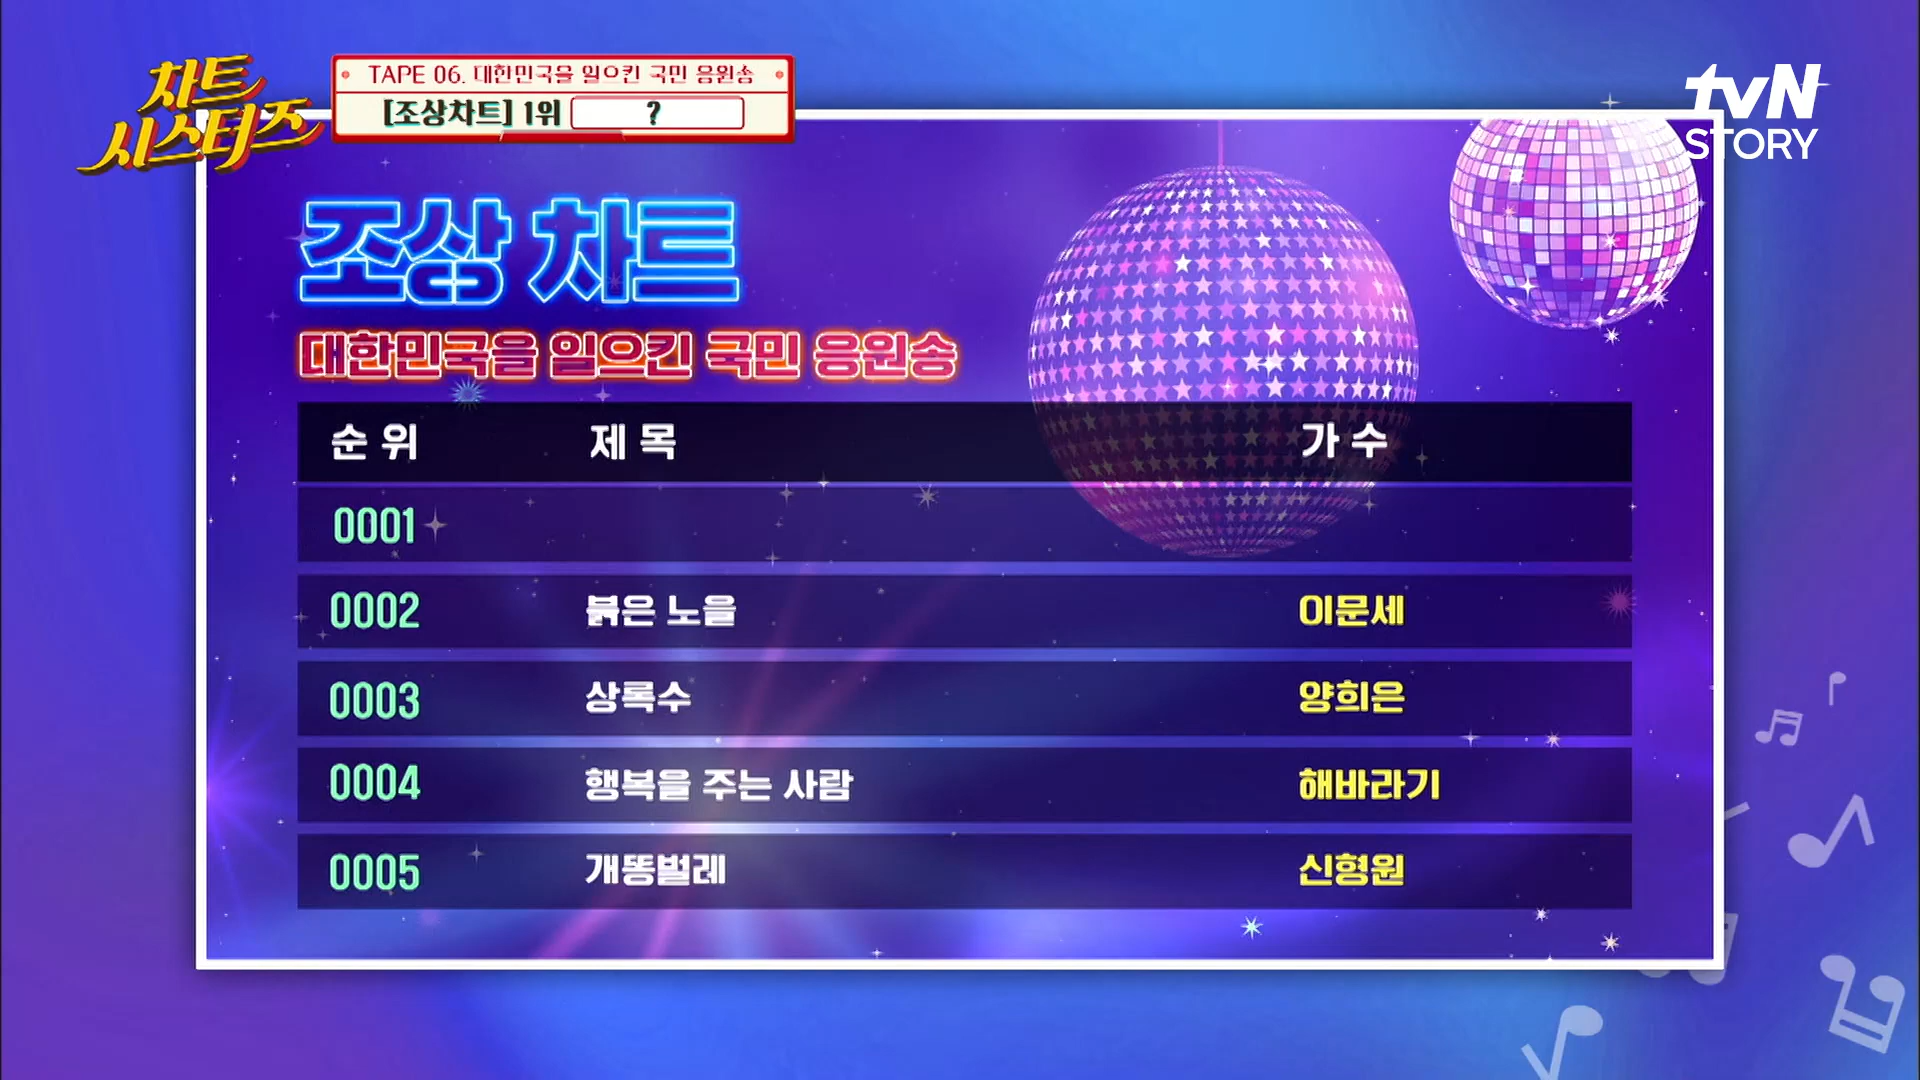 차트
시스터즈
TAPE 06. 대한민국을 일으킨 국민 응원송
[조상차트] 1위 ?
tvN
STORY
조상 차트
대한민국을 일으킨 국민 응원송
순위 제목 가수
0001
0002 붉은 노을 이문세
0003 상록수 양희은
0004 행복을 주는 사람 해바라기
0005 개똥벌레 신형원